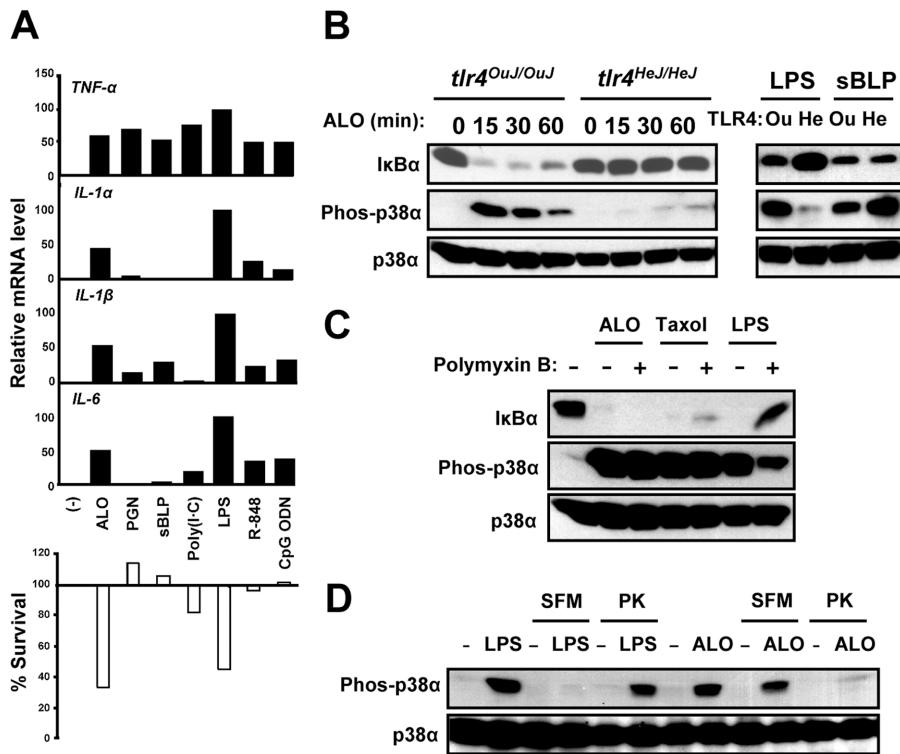 A
Relative mRNA level
TNF-α
150
100
50
0
IL-1α
100
50
0
IL-1β
100
50
0
IL-6
100
50
0
(-)
ALO
PGN
sBLP
Poly(I·C)
LPS
R-848
CpG ODN
% Survival
120
100
80
60
40
20
0
B
tlr4OuJ/OuJ tlr4HeJ/HeJ LPS sBLP
ALO (min): 0 15 30 60 0 15 30 60 TLR4: Ou He Ou He
IκBα
Phos-p38α
p38α
C
ALO Taxol LPS
Polymyxin B: – – + – + – +
IκBα
Phos-p38α
p38α
D
SFM PK SFM PK
– LPS – LPS – LPS – ALO – ALO – ALO
Phos-p38α
p38α